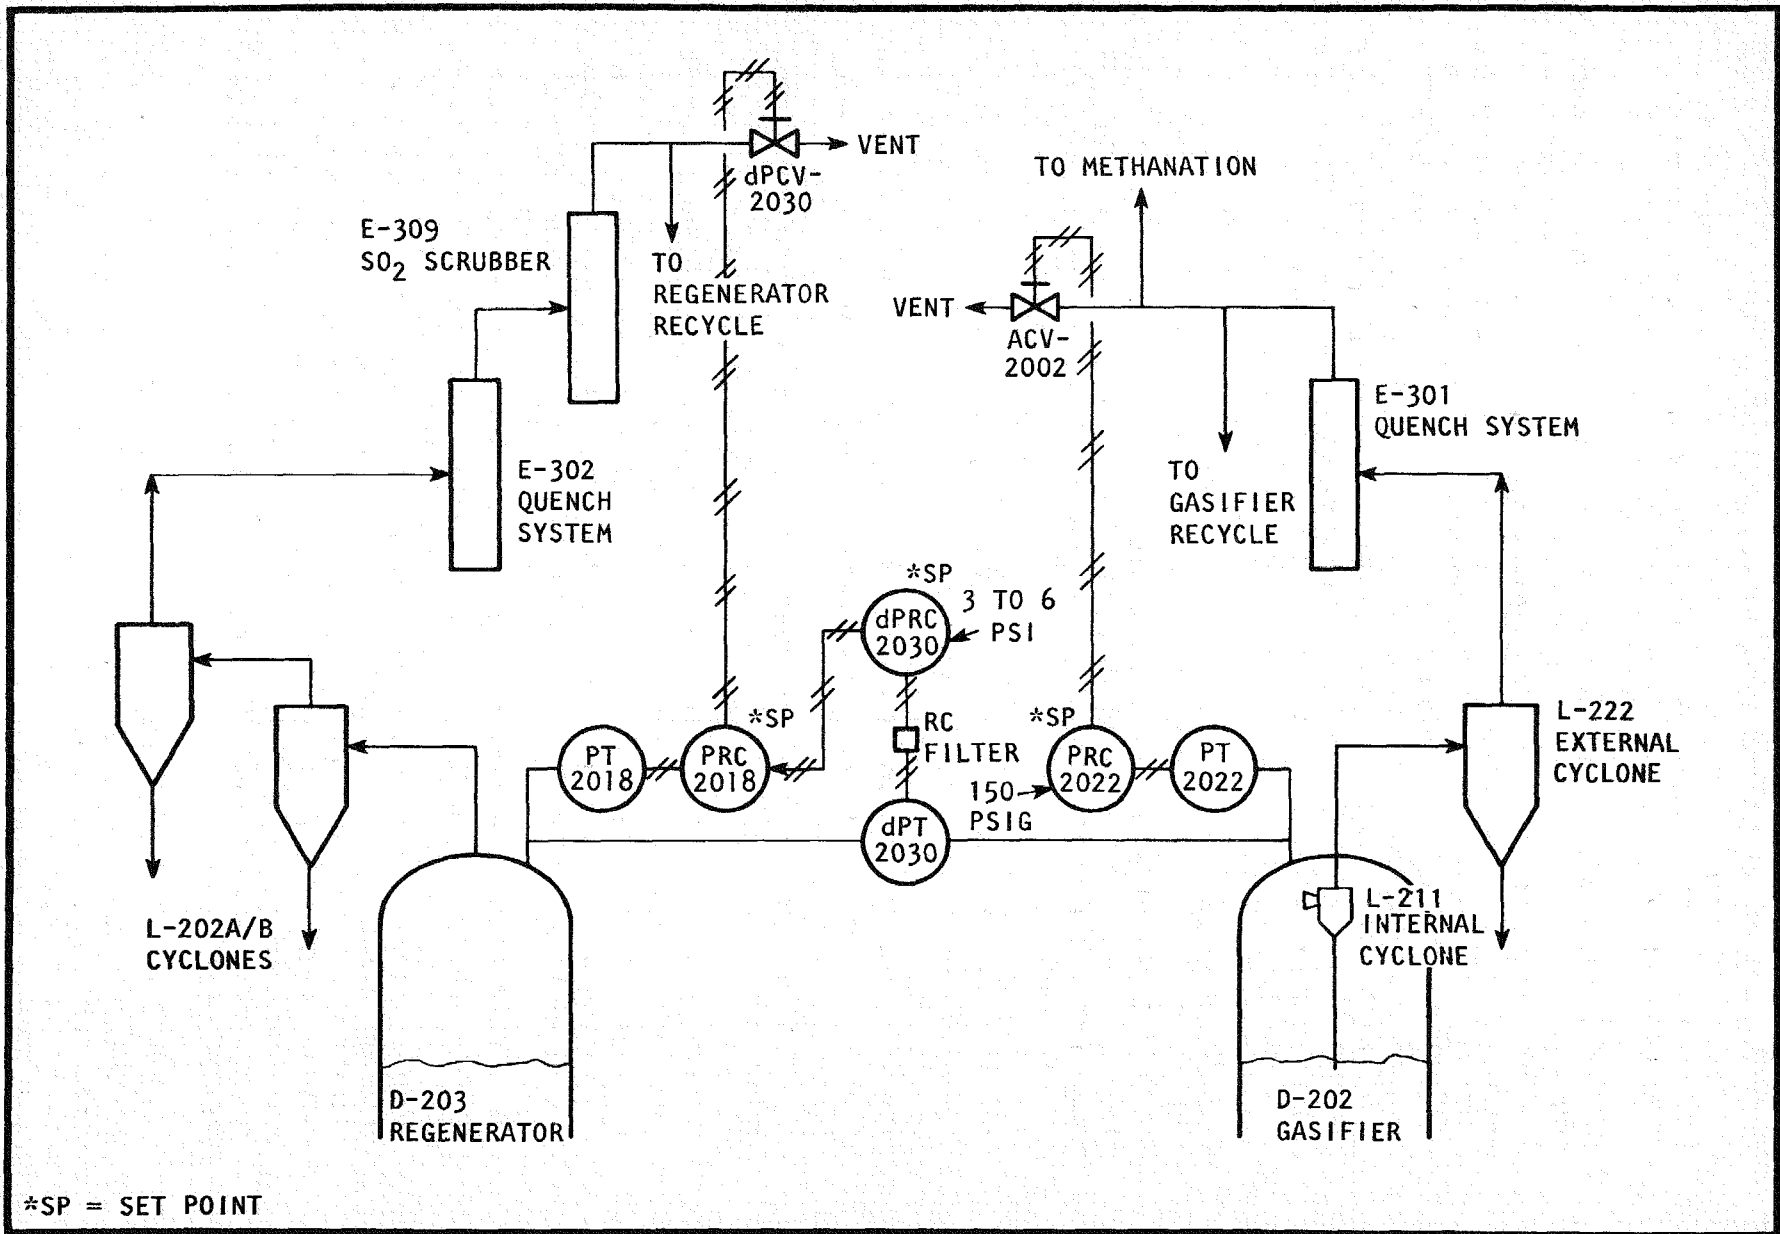 VENT
dPCV-
2030
TO METHANATION
E-309
SO2 SCRUBBER
TO
REGENERATOR
RECYCLE
VENT
ACV-
2002
E-301
QUENCH SYSTEM
E-302
QUENCH
SYSTEM
TO
GASIFIER
RECYCLE
*SP
dPRC
2030
3 TO 6
PSI
PT
2018
PRC
2018
*SP
RC
FILTER
*SP
PRC
2022
PT
2022
150
PSIG
L-222
EXTERNAL
CYCLONE
dPT
2030
L-202A/B
CYCLONES
L-211
INTERNAL
CYCLONE
D-203
REGENERATOR
D-202
GASIFIER
*SP = SET POINT